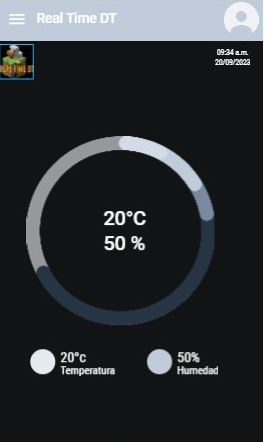 Real Time DT
09:34 a.m.
20/09/2023
20°C
50 %
20°c
Temperatura
50%
Humedad